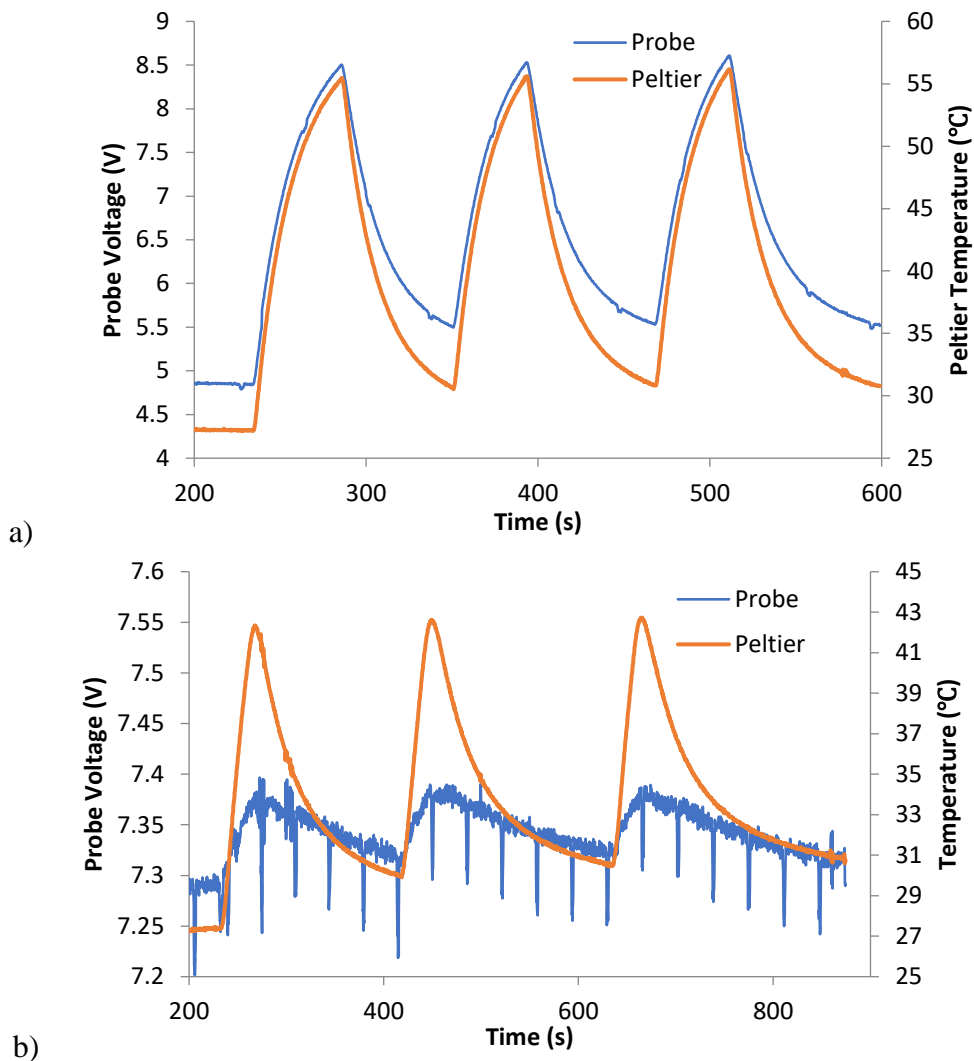 9
8.5
8
7.5
7
6.5
6
5.5
5
4.5
4
Probe Voltage (V)
Probe
Peltier
60
55
50
45
40
35
30
25
Peltier Temperature (°C)
200 300 400 500 600
Time (s)
a)
7.6
7.55
7.5
7.45
7.4
7.35
7.3
7.25
7.2
Probe Voltage (V)
Probe
Peltier
45
43
41
39
37
35
33
31
29
27
25
Temperature (°C)
200 400 600 800
Time (s)
b)